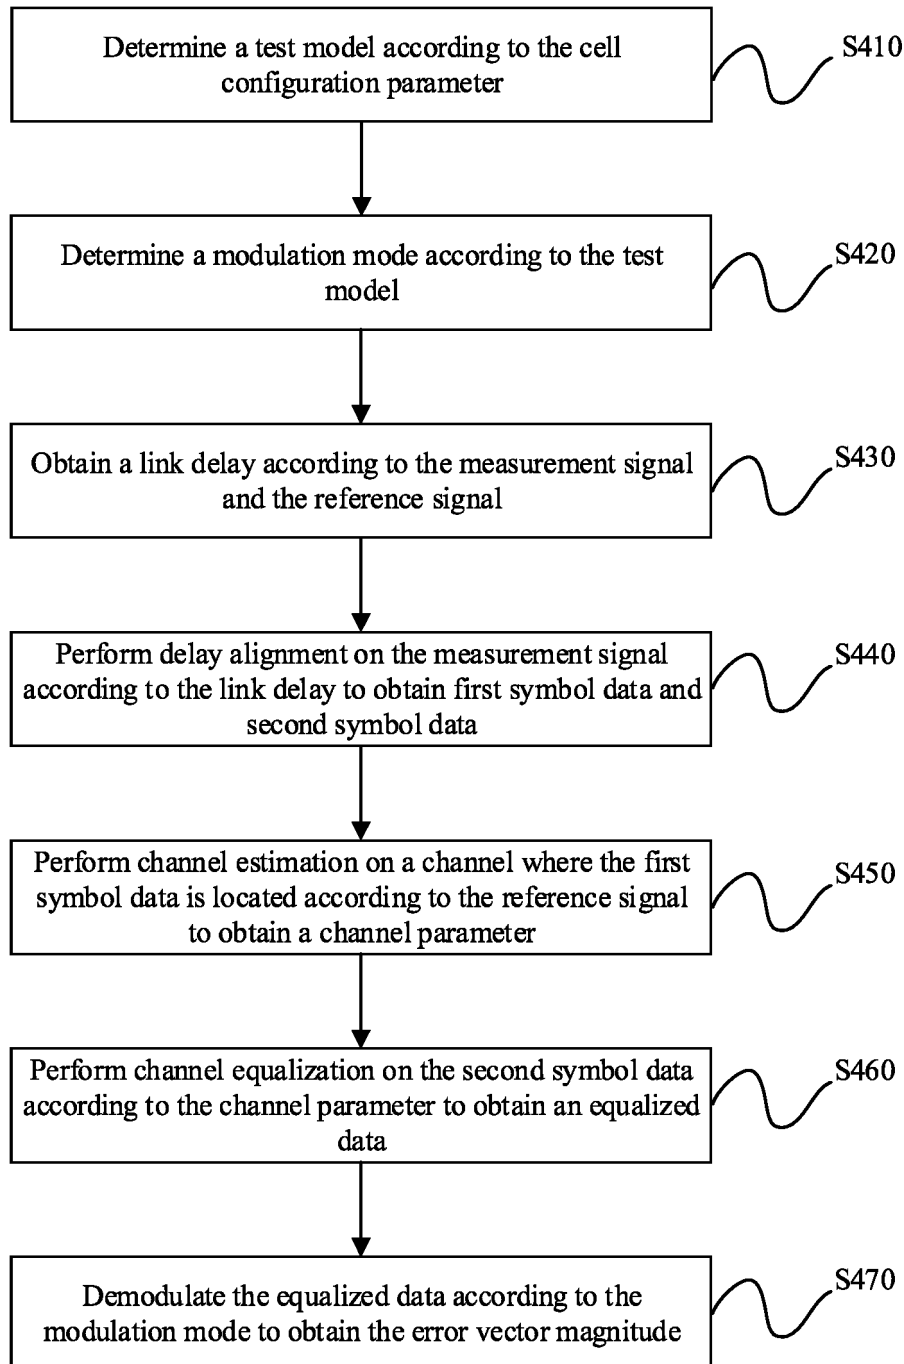 Determine a test model according to the cell
configuration parameter
S410
Determine a modulation mode according to the test
model
S420
Obtain a link delay according to the measurement signal
and the reference signal
S430
Perform delay alignment on the measurement signal
according to the link delay to obtain first symbol data and
second symbol data
S440
Perform channel estimation on a channel where the first
symbol data is located according to the reference signal
to obtain a channel parameter
S450
Perform channel equalization on the second symbol data
according to the channel parameter to obtain an equalized
data
S460
Demodulate the equalized data according to the
modulation mode to obtain the error vector magnitude
S470